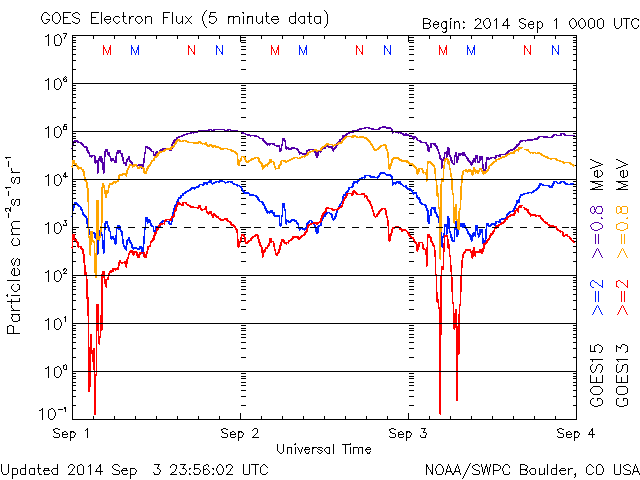 GOES Electron Flux (5 minute data)
Begin: 2014 Sep 1 0000 UTC
10⁷
M M N N M M N N M M N N
10⁶
10⁵
10⁴
10³
10²
10¹
10⁰
10⁻¹
Particles cm⁻²s⁻¹sr⁻¹
Sep 1 Sep 2 Sep 3 Sep 4
Universal Time
GOES15 >=2 >=0.8 MeV
GOES13 >=2 >=0.8 MeV
Updated 2014 Sep 3 23:56:02 UTC
NOAA/SWPC Boulder, CO USA